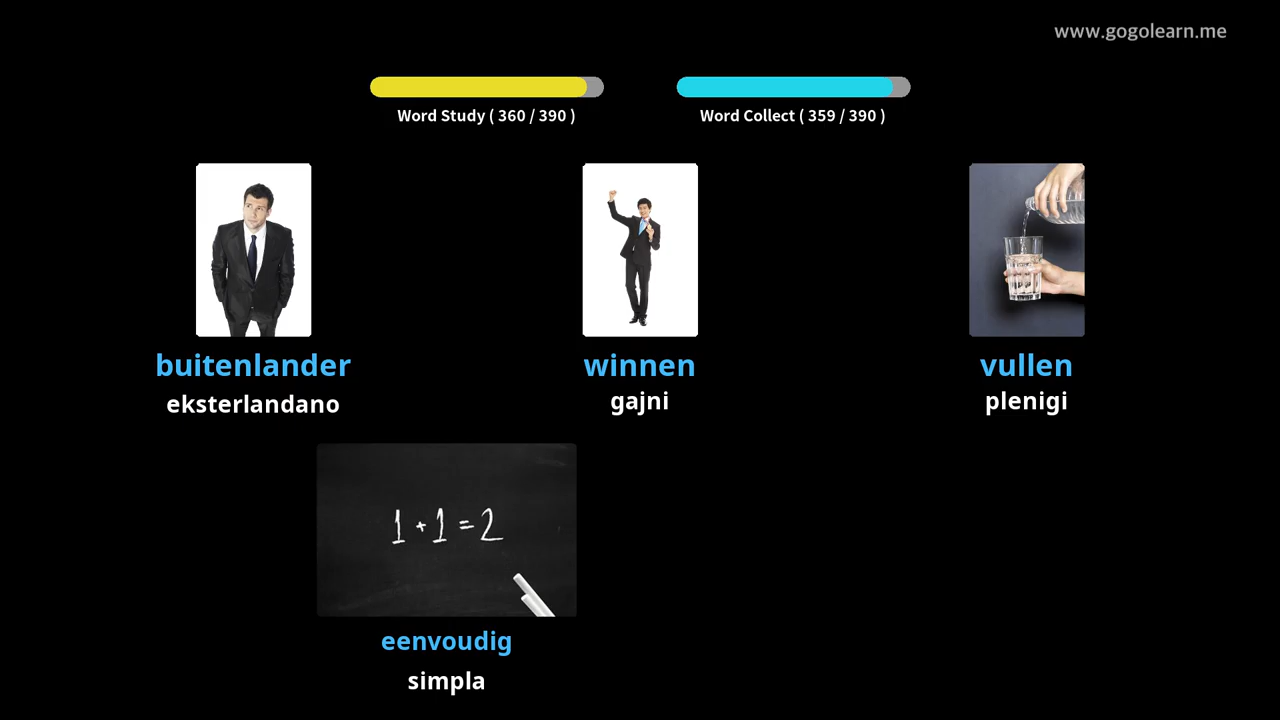 www.gogolearn.me
Word Study ( 360 / 390 )
Word Collect ( 359 / 390 )
buitenlander
eksterlandano
winnen
gajni
vullen
plenigi
1 + 1 = 2
eenvoudig
simpla